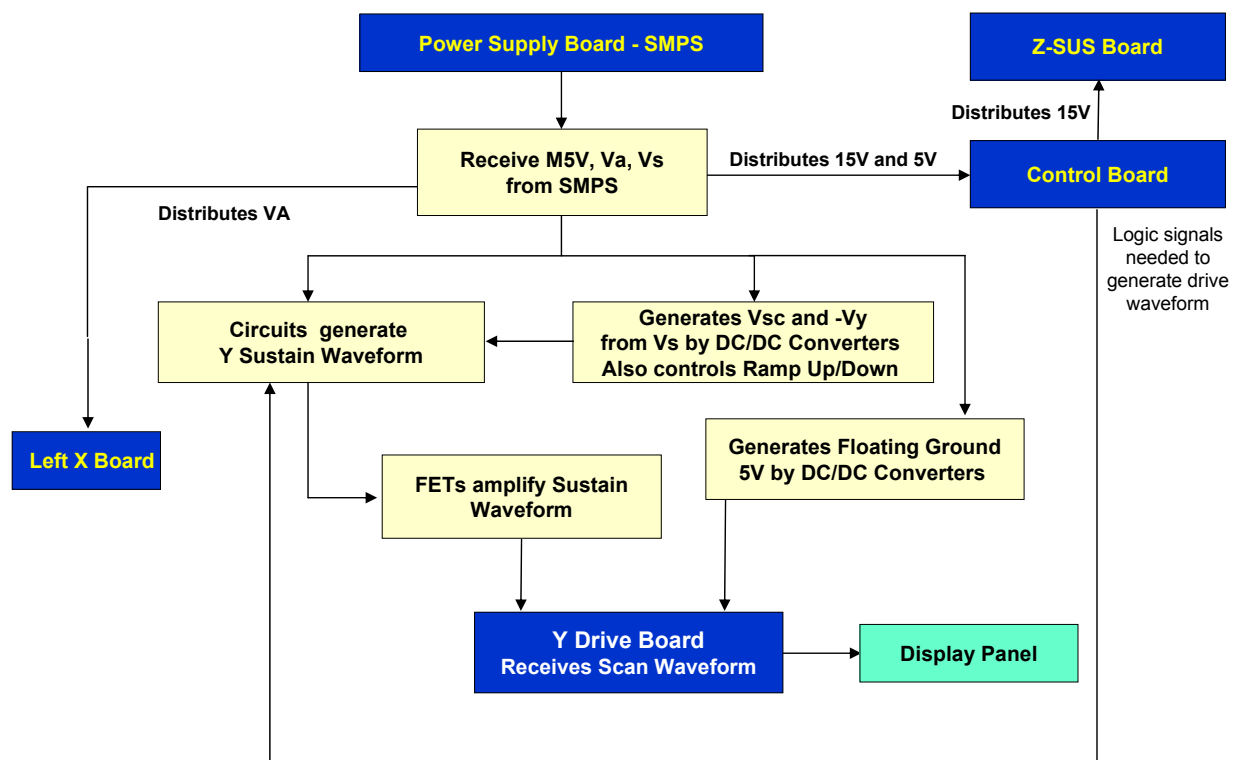 Power Supply Board - SMPS
Z-SUS Board
Distributes 15V
Receive M5V, Va, Vs
from SMPS
Distributes 15V and 5V
Control Board
Distributes VA
Logic signals
needed to
generate drive
waveform
Circuits generate
Y Sustain Waveform
Generates Vsc and -Vy
from Vs by DC/DC Converters
Also controls Ramp Up/Down
Left X Board
FETs amplify Sustain
Waveform
Generates Floating Ground
5V by DC/DC Converters
Y Drive Board
Receives Scan Waveform
Display Panel